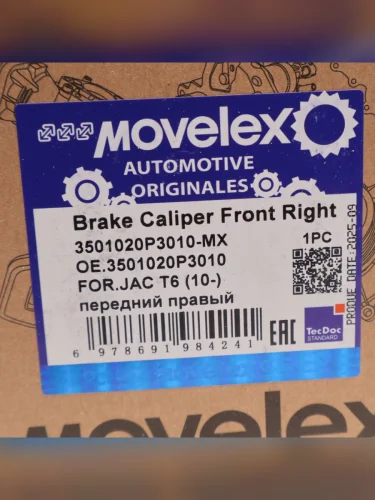 MOVELEX
AUTOMOTIVE
ORIGINALES
Brake Caliper Front Right
3501020P3010-MX
1PC
OE.3501020P3010
FOR.JAC T6 (10-)
передний правый
6 978691 984241
EAC
TecDoc
STANDARD
PRODUE DATE:2025-09
MOVELEX